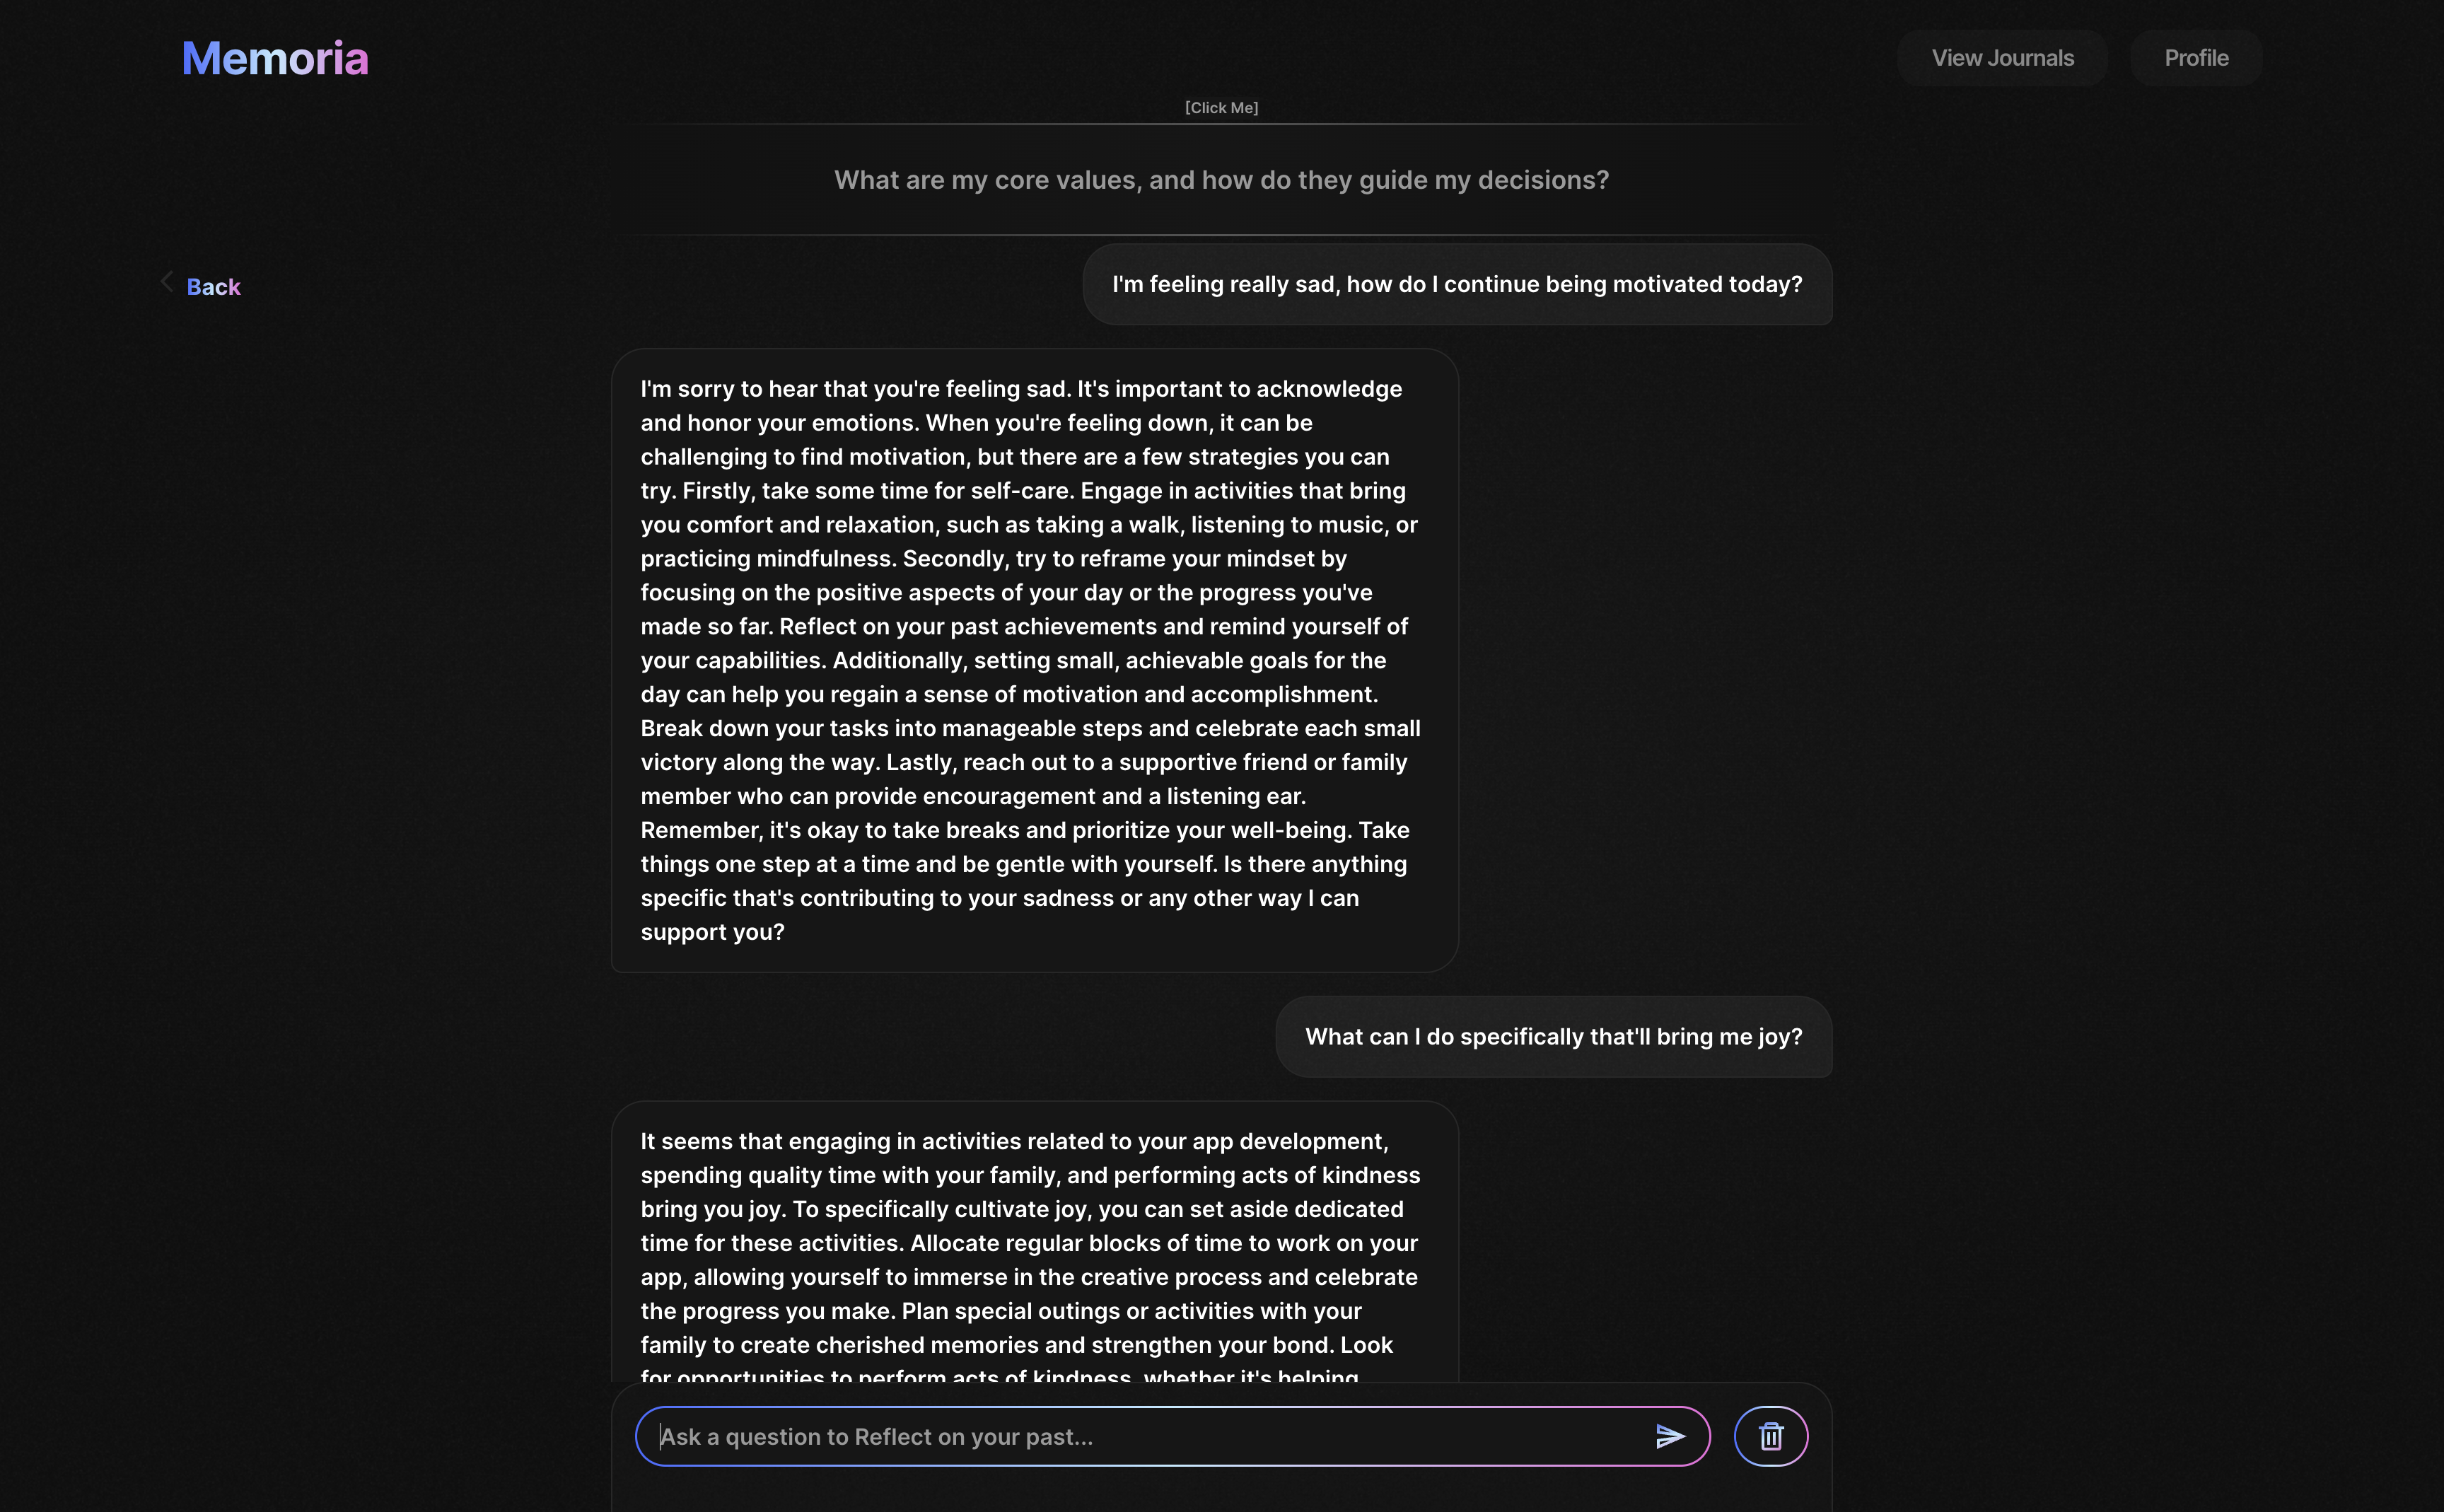 Memoria
View Journals
Profile
[Click Me]
What are my core values, and how do they guide my decisions?
Back
I'm feeling really sad, how do I continue being motivated today?
I'm sorry to hear that you're feeling sad. It's important to acknowledge
and honor your emotions. When you're feeling down, it can be
challenging to find motivation, but there are a few strategies you can
try. Firstly, take some time for self-care. Engage in activities that bring
you comfort and relaxation, such as taking a walk, listening to music, or
practicing mindfulness. Secondly, try to reframe your mindset by
focusing on the positive aspects of your day or the progress you've
made so far. Reflect on your past achievements and remind yourself of
your capabilities. Additionally, setting small, achievable goals for the
day can help you regain a sense of motivation and accomplishment.
Break down your tasks into manageable steps and celebrate each small
victory along the way. Lastly, reach out to a supportive friend or family
member who can provide encouragement and a listening ear.
Remember, it's okay to take breaks and prioritize your well-being. Take
things one step at a time and be gentle with yourself. Is there anything
specific that's contributing to your sadness or any other way I can
support you?
What can I do specifically that'll bring me joy?
It seems that engaging in activities related to your app development,
spending quality time with your family, and performing acts of kindness
bring you joy. To specifically cultivate joy, you can set aside dedicated
time for these activities. Allocate regular blocks of time to work on your
app, allowing yourself to immerse in the creative process and celebrate
the progress you make. Plan special outings or activities with your
family to create cherished memories and strengthen your bond. Look
for opportunities to perform acts of kindness, whether it's helping
Ask a question to Reflect on your past...